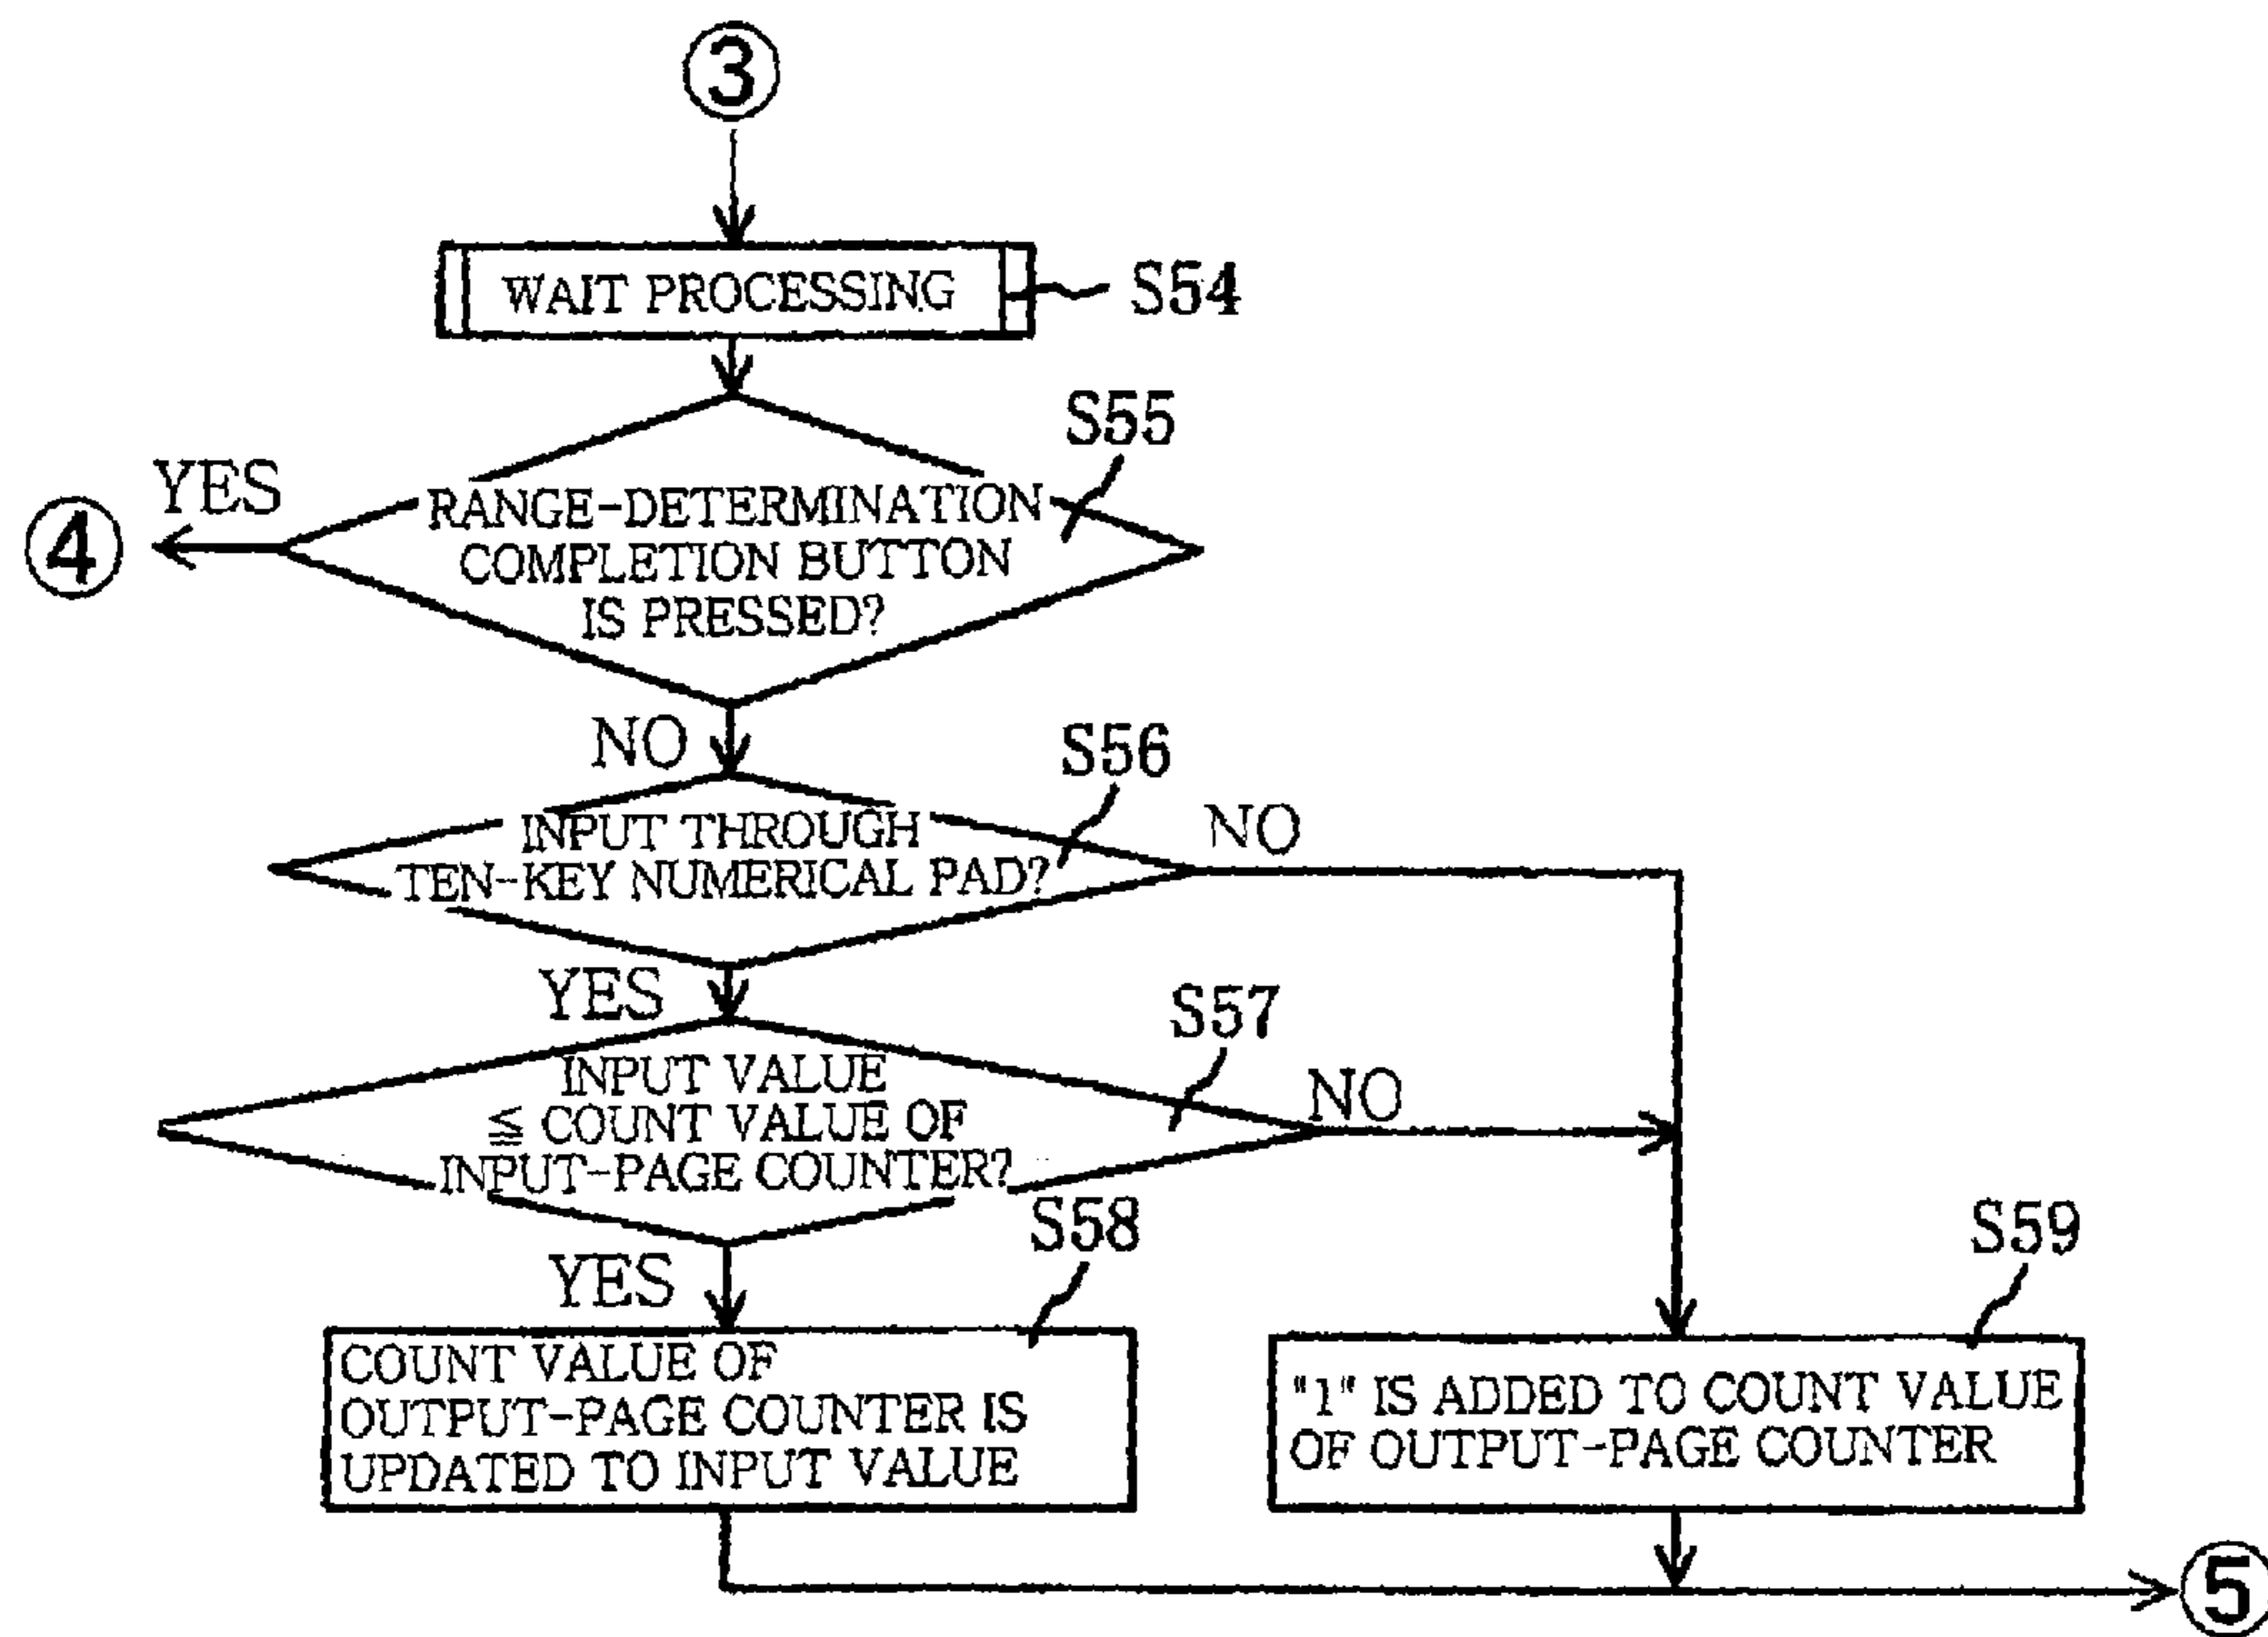 ③
WAIT PROCESSING
S54
S55
YES
④
RANGE-DETERMINATION
COMPLETION BUTTON
IS PRESSED?
NO
S56
INPUT THROUGH
TEN-KEY NUMERICAL PAD?
NO
YES
S57
INPUT VALUE
≦ COUNT VALUE OF
INPUT-PAGE COUNTER?
NO
S58
YES
S59
COUNT VALUE OF
OUTPUT-PAGE COUNTER IS
UPDATED TO INPUT VALUE
"1" IS ADDED TO COUNT VALUE
OF OUTPUT-PAGE COUNTER
⑤